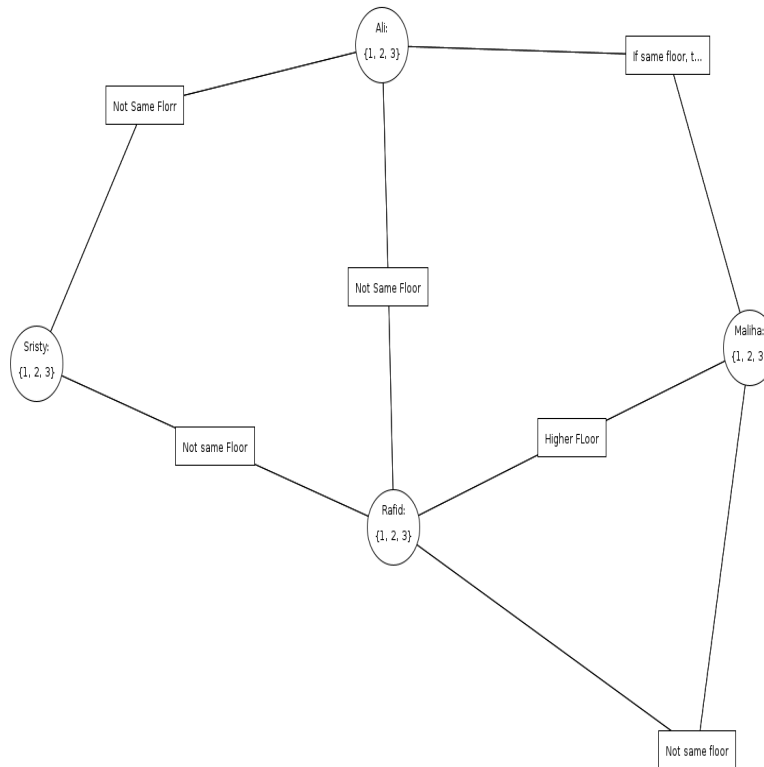 Ali:
{1, 2, 3}
If same floor, t...
Not Same Florr
Not Same Floor
Sristy:
{1, 2, 3}
Maliha:
{1, 2, 3
Not same Floor
Higher FLoor
Rafid:
{1, 2, 3}
Not same floor